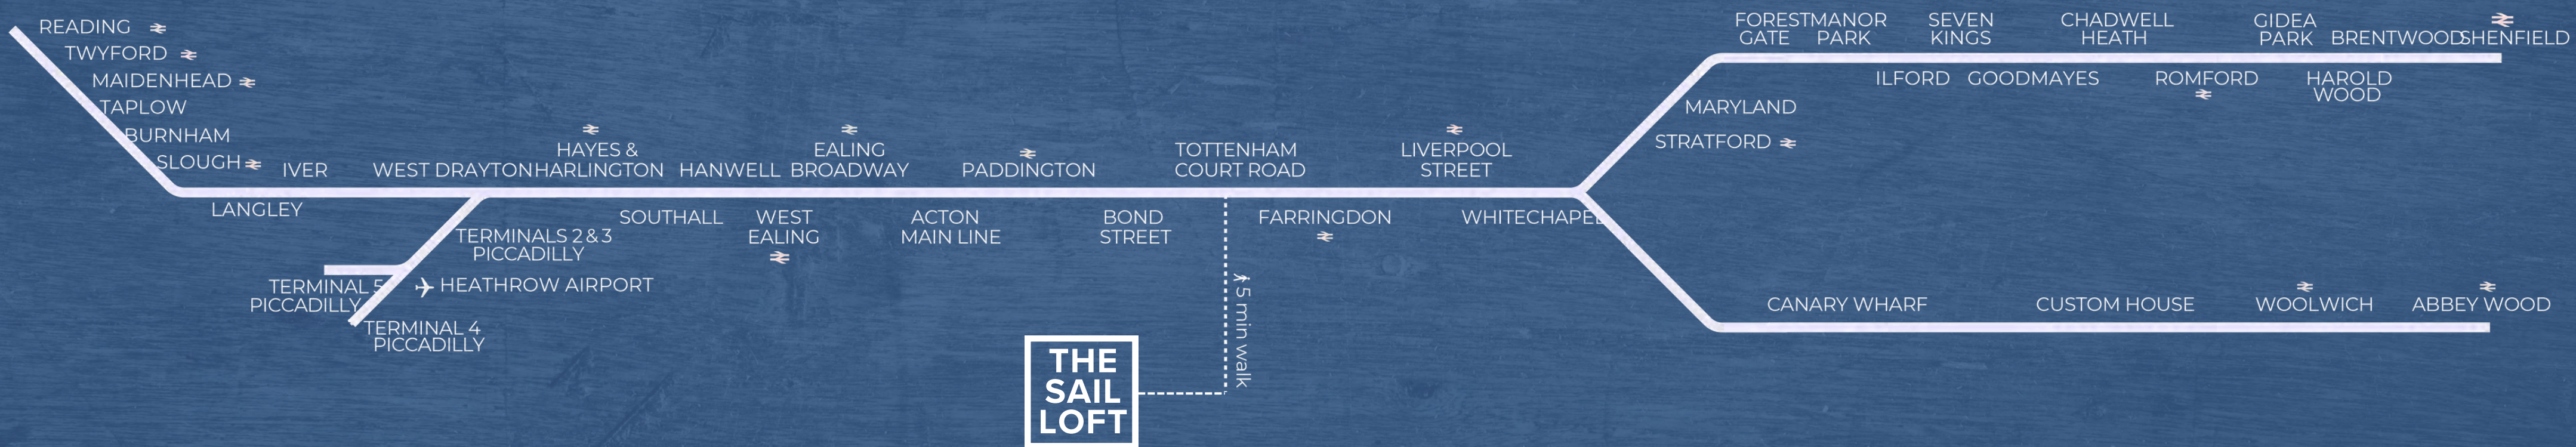 READING
TWYFORD
MAIDENHEAD
TAPLOW
BURNHAM
SLOUGH
LANGLEY
IVER
WEST DRAYTON
TERMINALS 2 & 3
PICCADILLY
HEATHROW AIRPORT
TERMINAL 5
PICCADILLY
TERMINAL 4
PICCADILLY
HAYES &
HARLINGTON
SOUTHALL
HANWELL
WEST
EALING
EALING
BROADWAY
ACTON
MAIN LINE
PADDINGTON
BOND
STREET
TOTTENHAM
COURT ROAD
5 min walk
THE
SAIL
LOFT
FARRINGDON
LIVERPOOL
STREET
WHITECHAPEL
STRATFORD
MARYLAND
FOREST
GATE
MANOR
PARK
ILFORD
SEVEN
KINGS
GOODMAYES
CHADWELL
HEATH
ROMFORD
GIDEA
PARK
HAROLD
WOOD
BRENTWOOD
SHENFIELD
CANARY WHARF
CUSTOM HOUSE
WOOLWICH
ABBEY WOOD